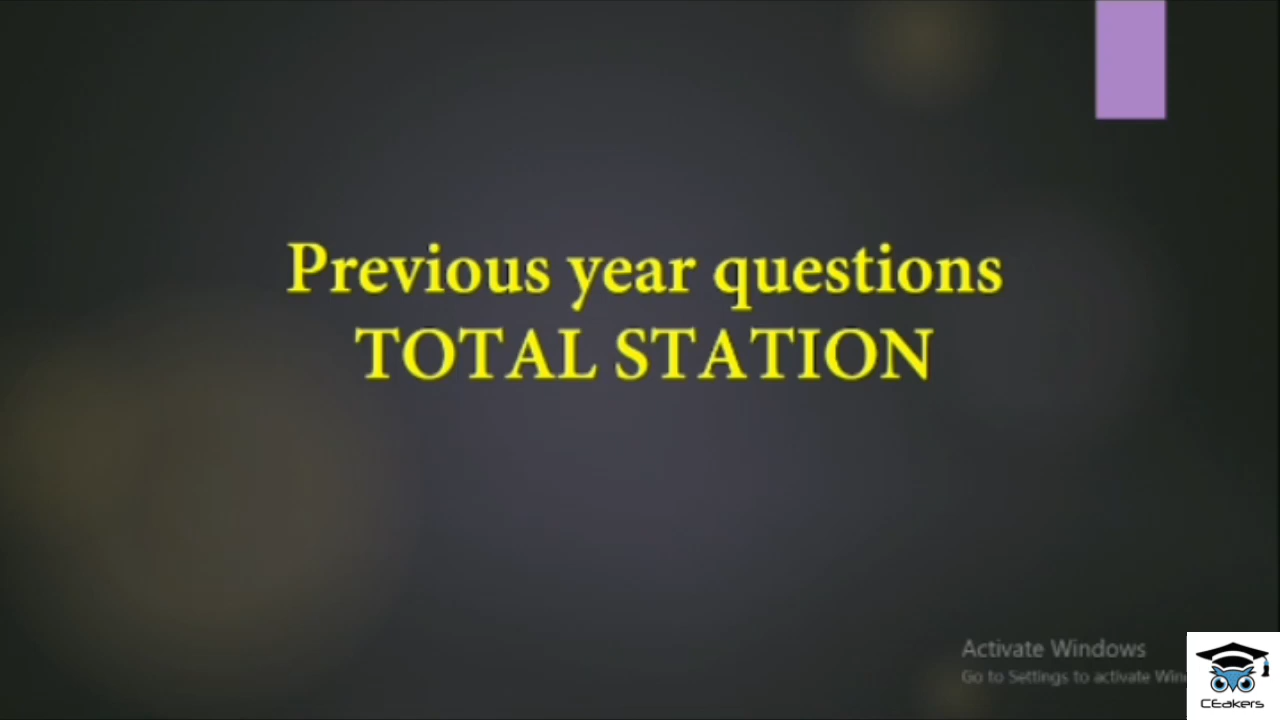 Previous year questions
TOTAL STATION
Activate Windows
Go to Settings to activate Win
CEakers